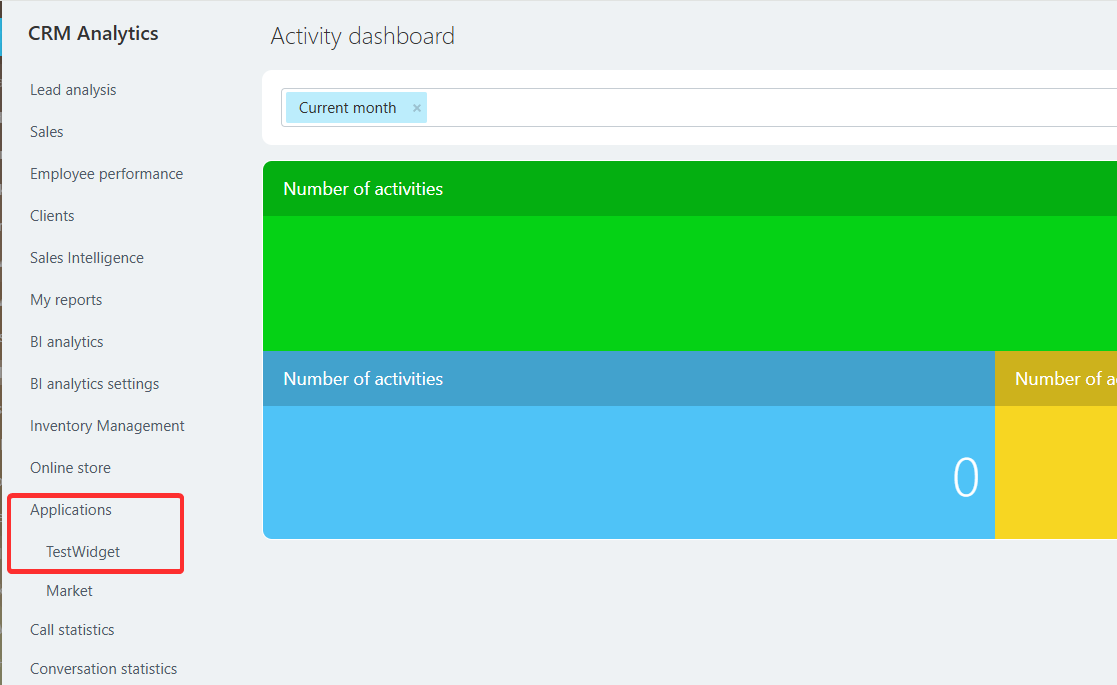 CRM Analytics
Lead analysis
Sales
Employee performance
Clients
Sales Intelligence
My reports
BI analytics
BI analytics settings
Inventory Management
Online store
Applications
TestWidget
Market
Call statistics
Conversation statistics
Activity dashboard
Current month ×
Number of activities
Number of activities
0
Number of